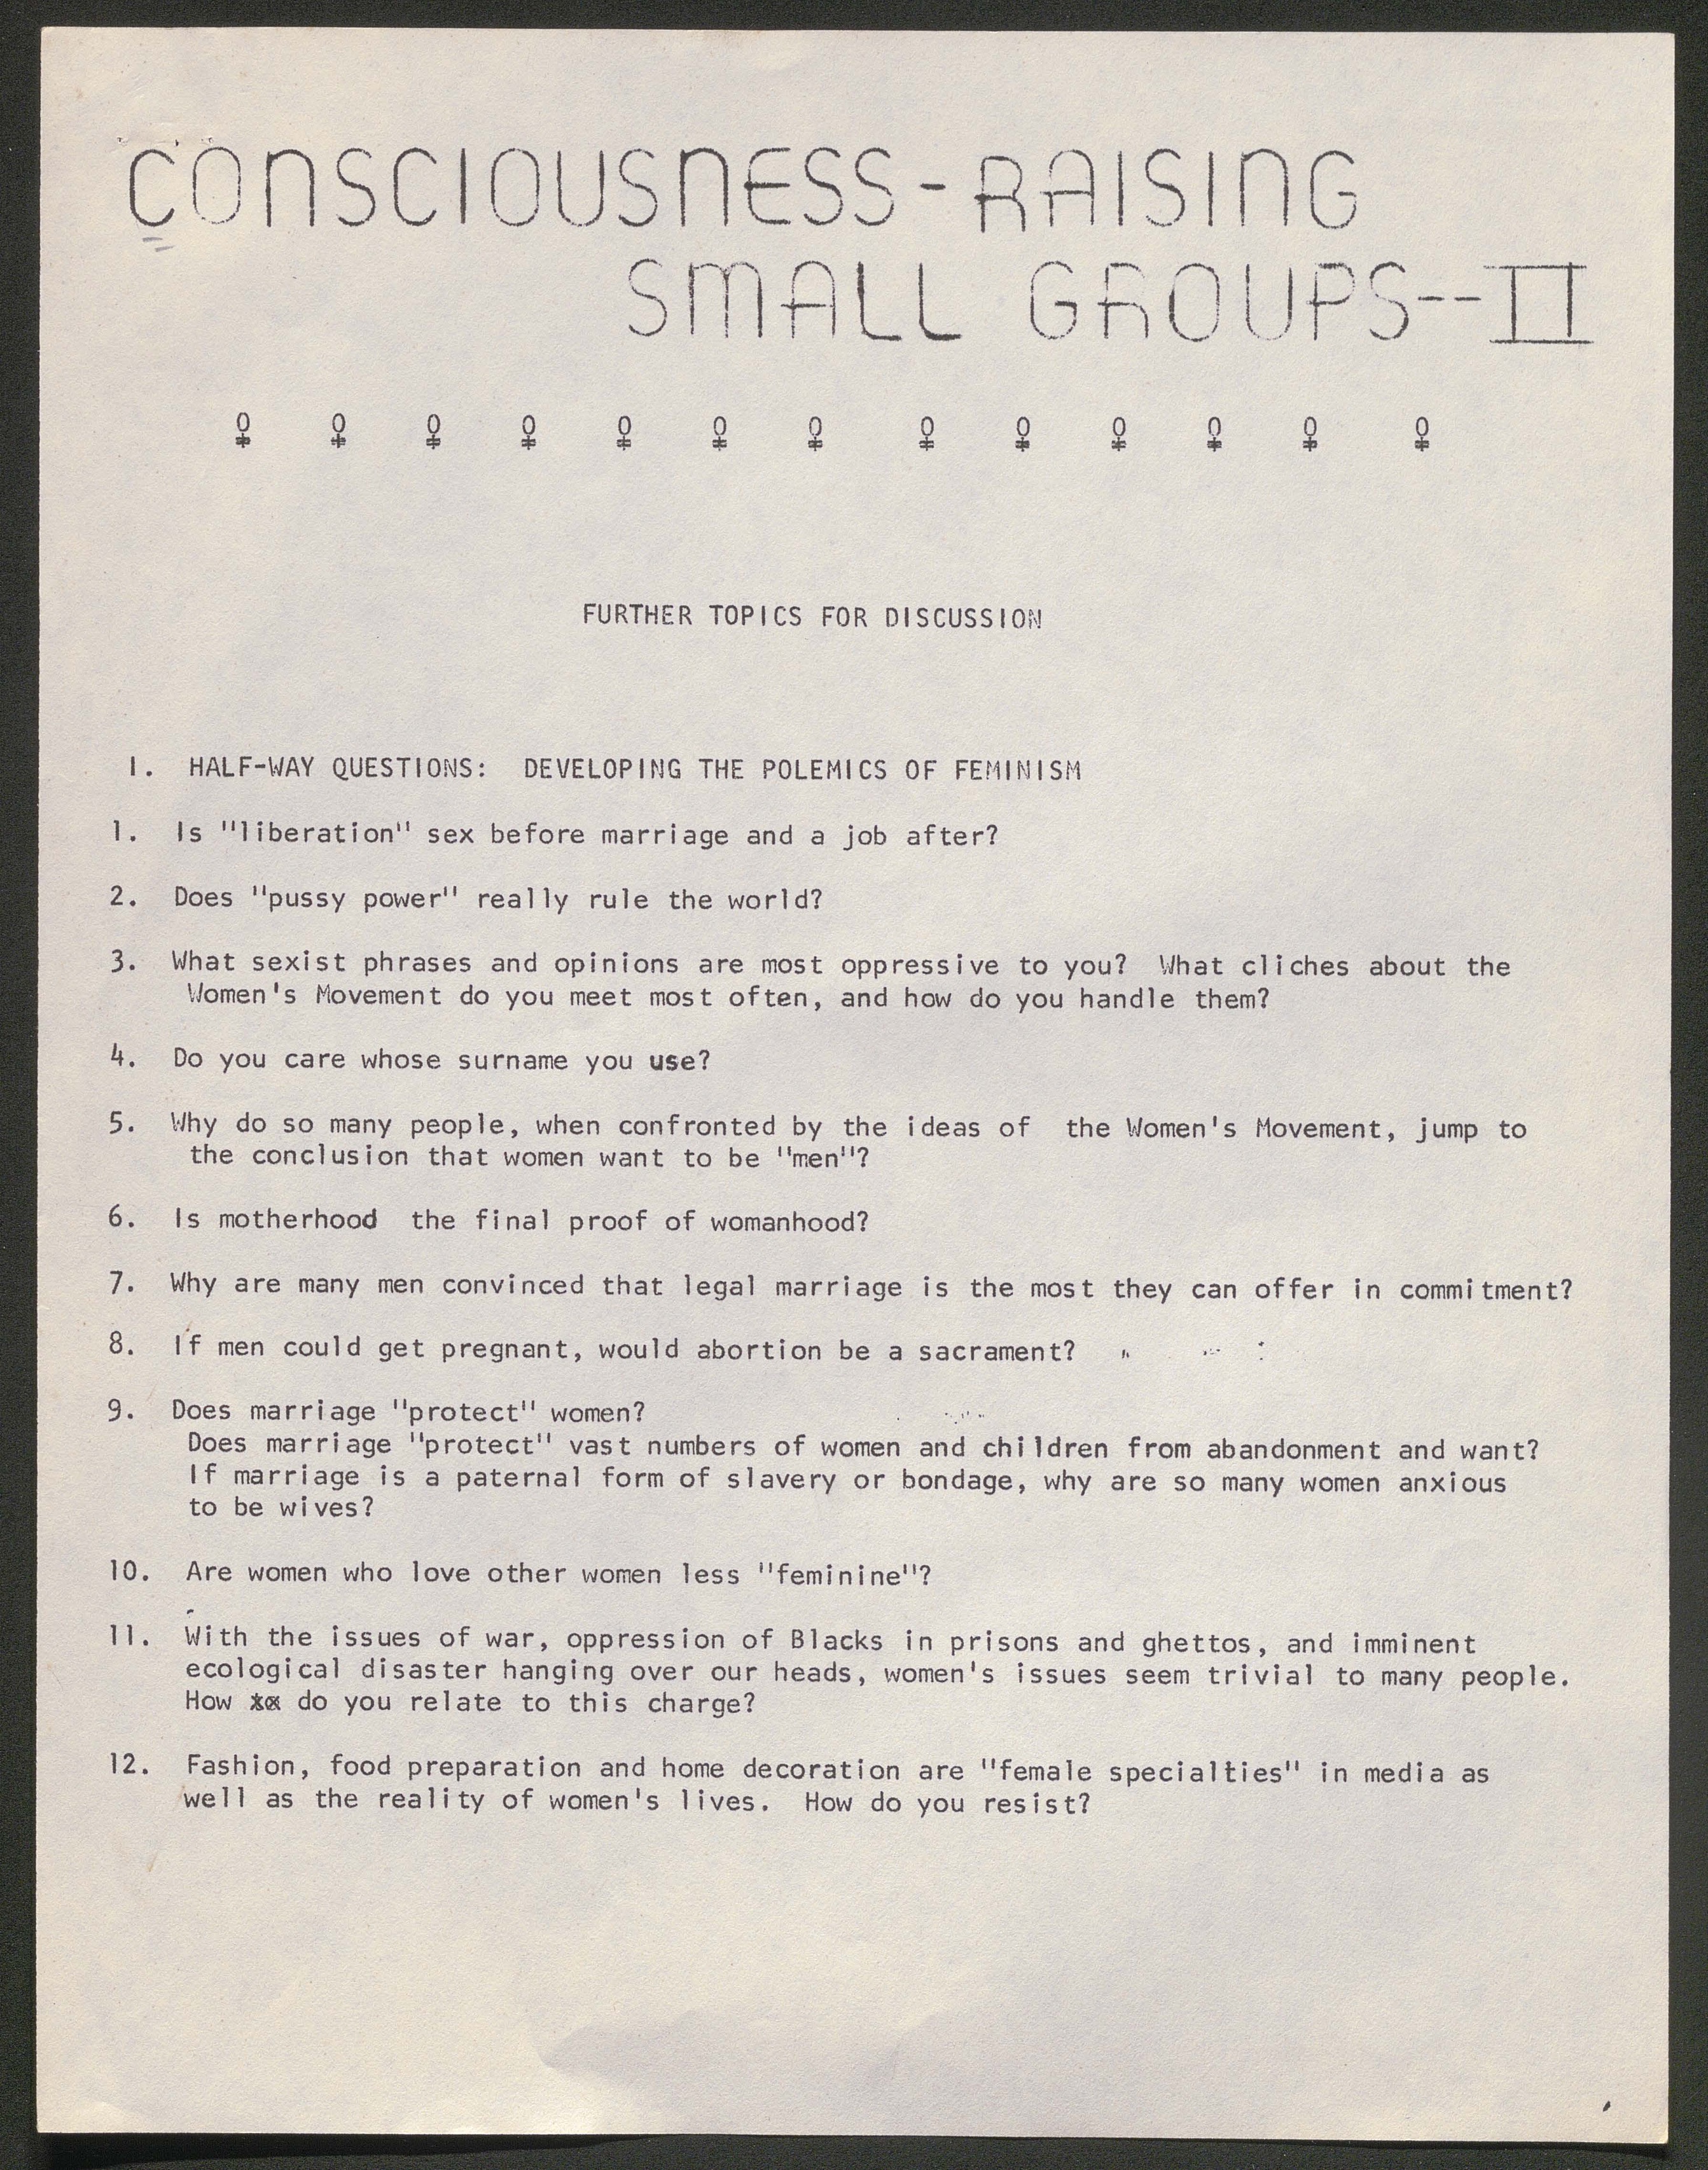 CONSCIOUSNESS-RAISING
SMALL GROUPS--II
♀ ♀ ♀ ♀ ♀ ♀ ♀ ♀ ♀ ♀ ♀ ♀ ♀
FURTHER TOPICS FOR DISCUSSION
I. HALF-WAY QUESTIONS: DEVELOPING THE POLEMICS OF FEMINISM
1. Is "liberation" sex before marriage and a job after?
2. Does "pussy power" really rule the world?
3. What sexist phrases and opinions are most oppressive to you? What cliches about the
Women's Movement do you meet most often, and how do you handle them?
4. Do you care whose surname you use?
5. Why do so many people, when confronted by the ideas of the Women's Movement, jump to
the conclusion that women want to be "men"?
6. Is motherhood the final proof of womanhood?
7. Why are many men convinced that legal marriage is the most they can offer in commitment?
8. If men could get pregnant, would abortion be a sacrament?
9. Does marriage "protect" women?
Does marriage "protect" vast numbers of women and children from abandonment and want?
If marriage is a paternal form of slavery or bondage, why are so many women anxious
to be wives?
10. Are women who love other women less "feminine"?
11. With the issues of war, oppression of Blacks in prisons and ghettos, and imminent
ecological disaster hanging over our heads, women's issues seem trivial to many people.
How do you relate to this charge?
12. Fashion, food preparation and home decoration are "female specialties" in media as
well as the reality of women's lives. How do you resist?